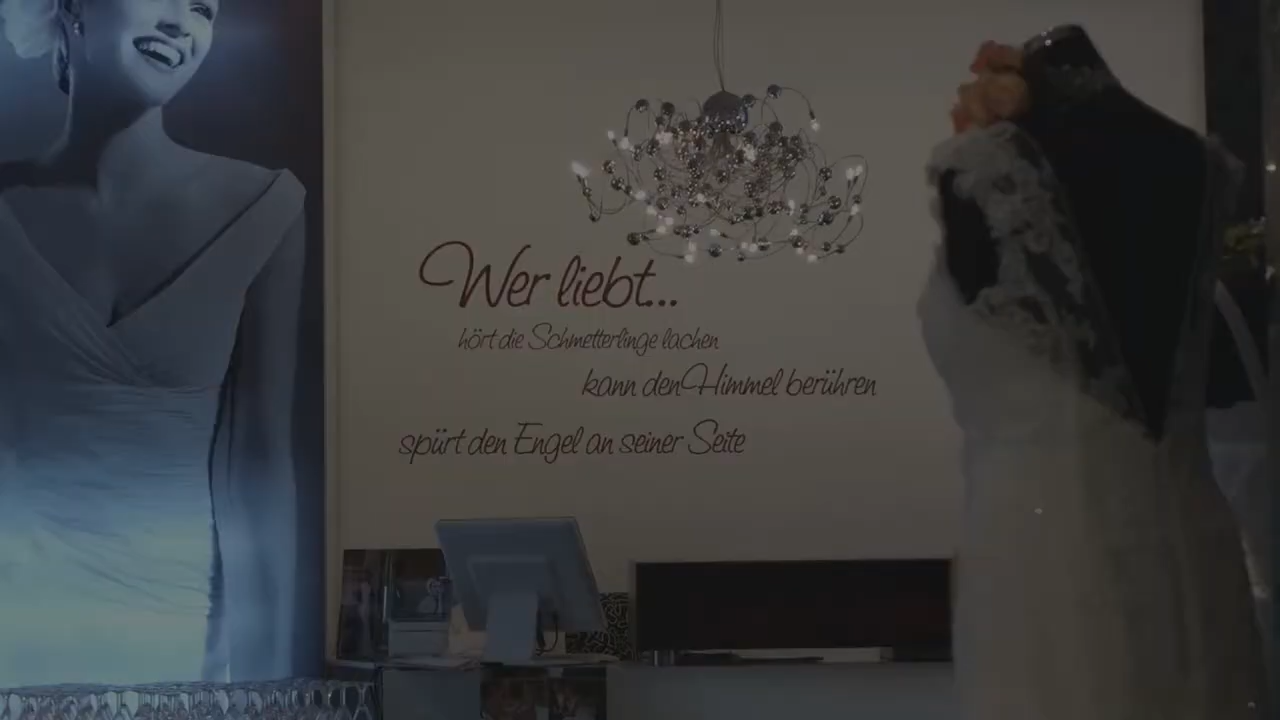 Wer liebt...
hört die Schmetterlinge lachen
kann den Himmel berühren
spürt den Engel an seiner Seite